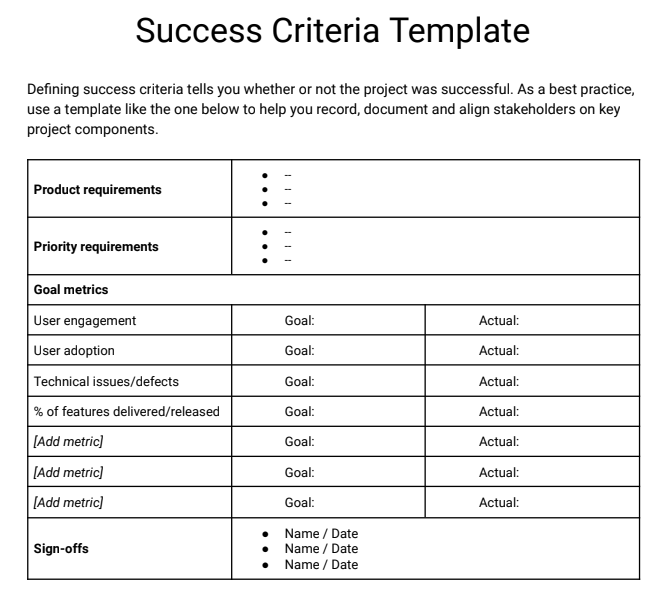 Success Criteria Template
Defining success criteria tells you whether or not the project was successful. As a best practice,
use a template like the one below to help you record, document and align stakeholders on key
project components.
Product requirements
● --
● --
● --
Priority requirements
● --
● --
● --
Goal metrics
User engagement Goal: Actual:
User adoption Goal: Actual:
Technical issues/defects Goal: Actual:
% of features delivered/released Goal: Actual:
[Add metric] Goal: Actual:
[Add metric] Goal: Actual:
[Add metric] Goal: Actual:
Sign-offs
● Name / Date
● Name / Date
● Name / Date